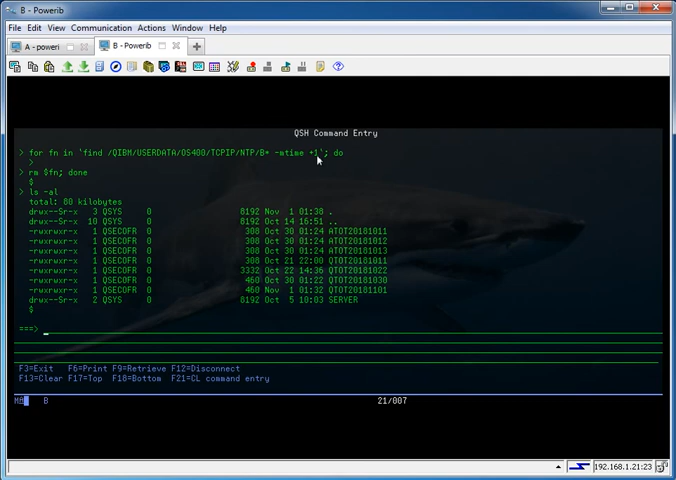 B - Powerib
File Edit View Communication Actions Window Help
A - poweri
B - Powerib
QSH Command Entry
> for fn in `find /QIBM/USERDATA/OS400/TCPIP/NTP/B* -mtime +1`; do
>
> rm $fn; done
$
> ls -al
total: 80 kilobytes
drwx--Sr-x 3 QSYS 0 8192 Nov 1 01:38 .
drwx--Sr-x 10 QSYS 0 8192 Oct 14 16:51 ..
-rwxrwxr-x 1 QSECOFR 0 308 Oct 30 01:24 ATOT20181011
-rwxrwxr-x 1 QSECOFR 0 308 Oct 30 01:24 ATOT20181012
-rwxrwxr-x 1 QSECOFR 0 308 Oct 30 01:24 ATOT20181013
-rwxrwxr-x 1 QSECOFR 0 308 Oct 21 22:00 QTOT20181011
-rwxrwxr-x 1 QSECOFR 0 3332 Oct 22 14:36 QTOT20181022
-rwxrwxr-x 1 QSECOFR 0 460 Oct 30 01:32 QTOT20181030
-rwxrwxr-x 1 QSECOFR 0 460 Nov 1 01:32 QTOT20181101
drwx--Sr-x 2 QSYS 0 8192 Oct 5 10:03 SERVER
$
===>
F3=Exit F6=Print F9=Retrieve F12=Disconnect
F13=Clear F17=Top F18=Bottom F21=CL command entry
B 21/007
192.168.1.21:23